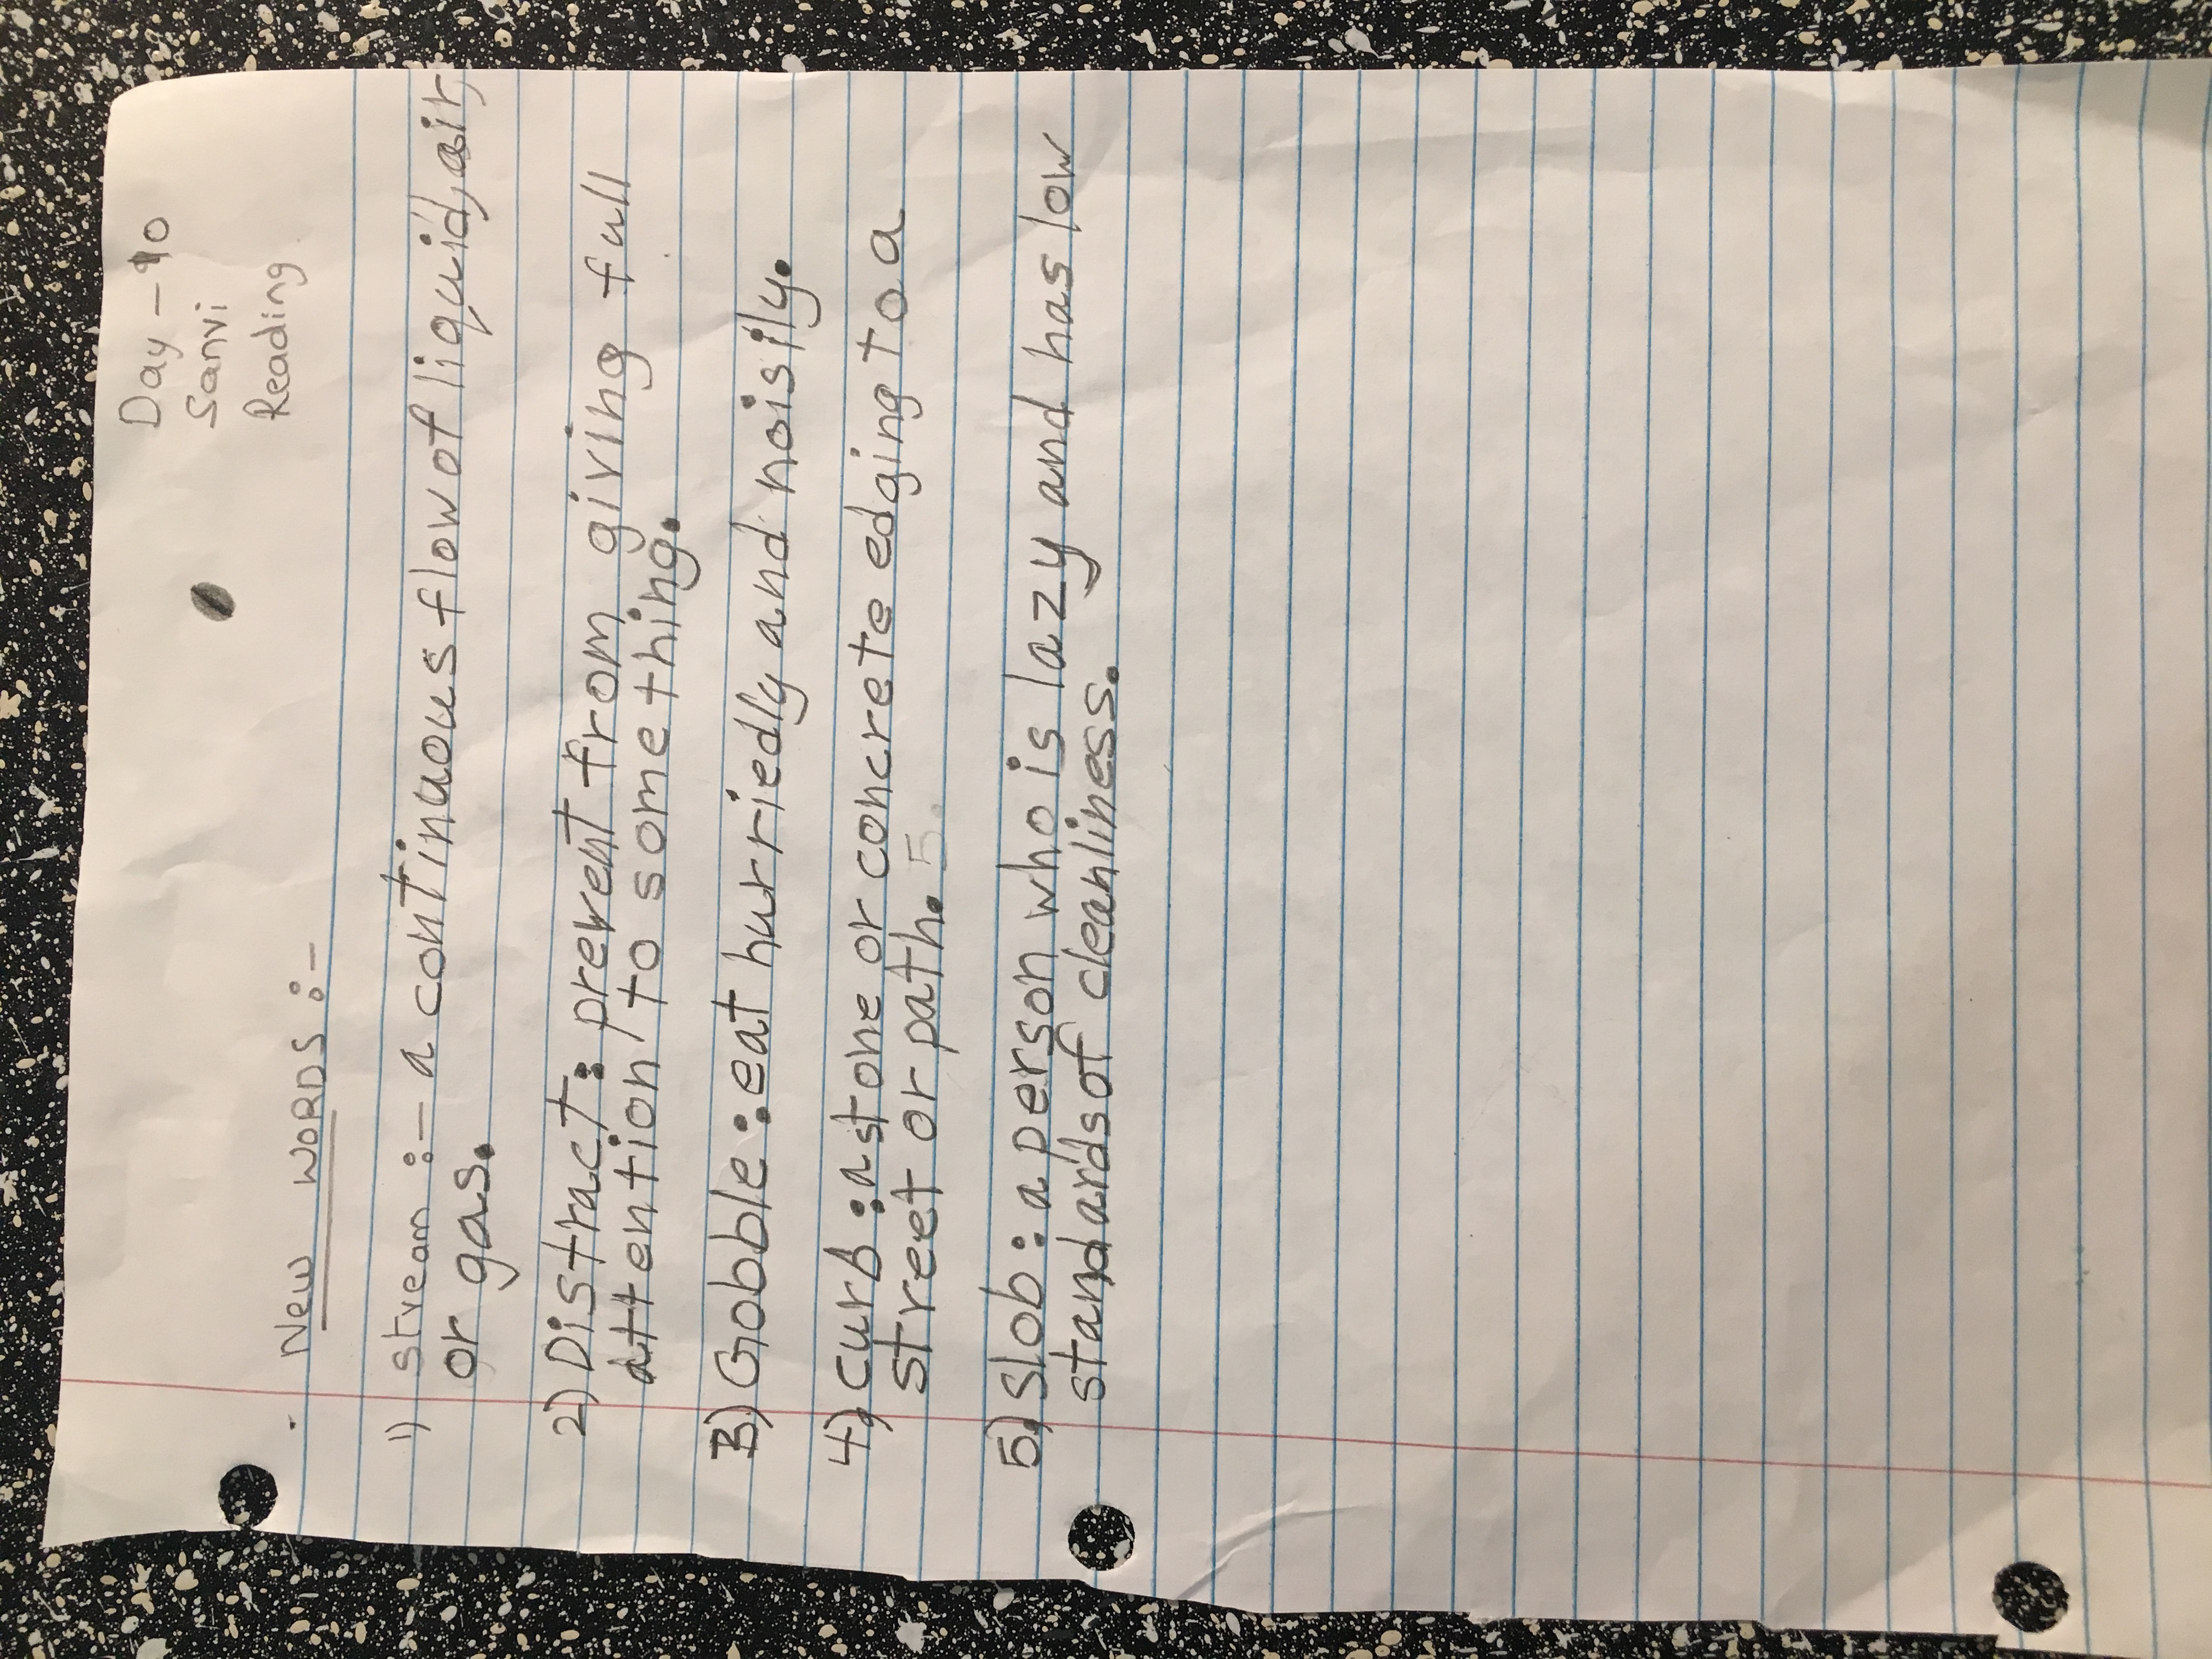 Day - 10
Sanvi
Reading
New WORDS :-
1) stream :- a continuous flow of liquid, air,
or gas.
2) Distract: prevent from giving full
attention to something.
3) Gobble : eat hurriedly and noisily.
4) curb : a stone or concrete edging to a
street or path. 5.
5) slob : a person who is lazy and has low
standards of cleanliness.